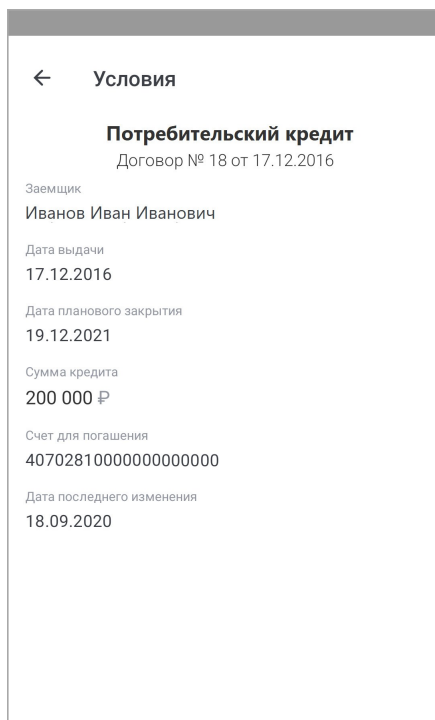 Условия
Потребительский кредит
Договор № 18 от 17.12.2016
Заемщик
Иванов Иван Иванович
Дата выдачи
17.12.2016
Дата планового закрытия
19.12.2021
Сумма кредита
200 000 ₽
Счет для погашения
40702810000000000000
Дата последнего изменения
18.09.2020